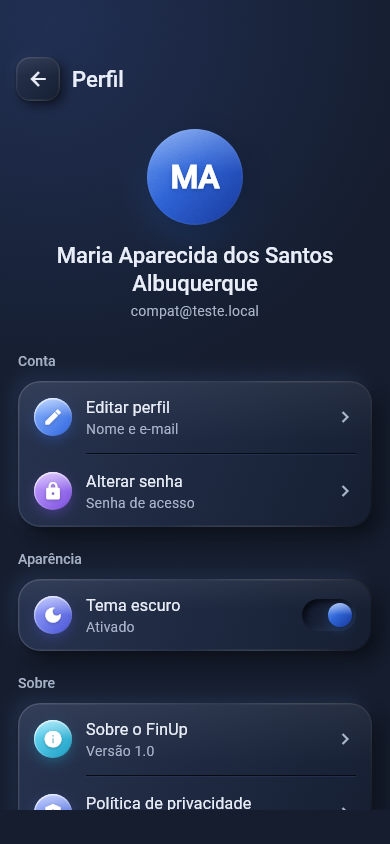 Perfil
MA
Maria Aparecida dos Santos
Albuquerque
compat@teste.local
Conta
Editar perfil
Nome e e-mail
Alterar senha
Senha de acesso
Aparência
Tema escuro
Ativado
Sobre
Sobre o FinUp
Versão 1.0
Política de privacidade